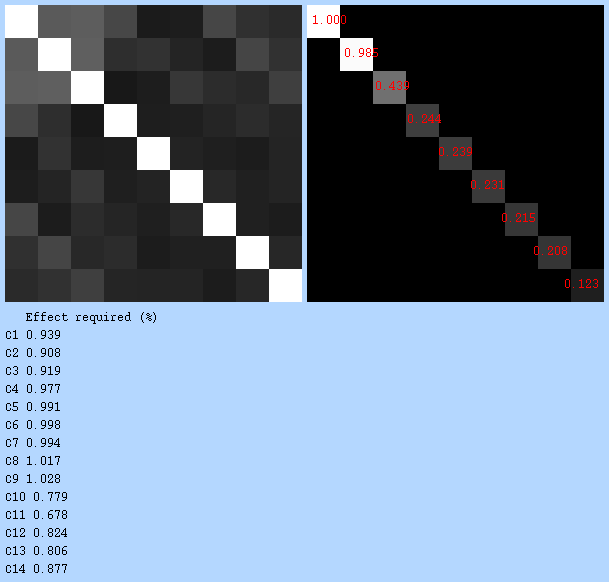 1.000
0.985
0.439
0.244
0.239
0.231
0.215
0.208
0.123
Effect required (%)
C1 0.939
C2 0.908
C3 0.919
C4 0.977
C5 0.991
C6 0.998
C7 0.994
C8 1.017
C9 1.028
C10 0.779
C11 0.678
C12 0.824
C13 0.806
C14 0.877